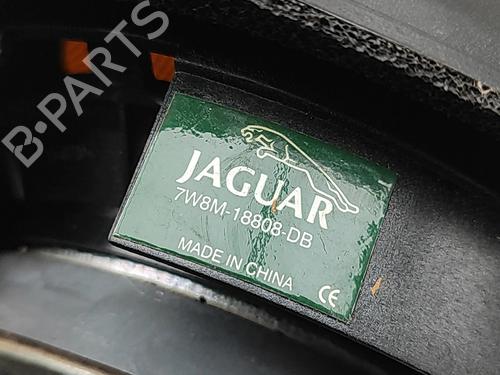 B-PARTS
JAGUAR
7W8M-18808-DB
MADE IN CHINA
CE